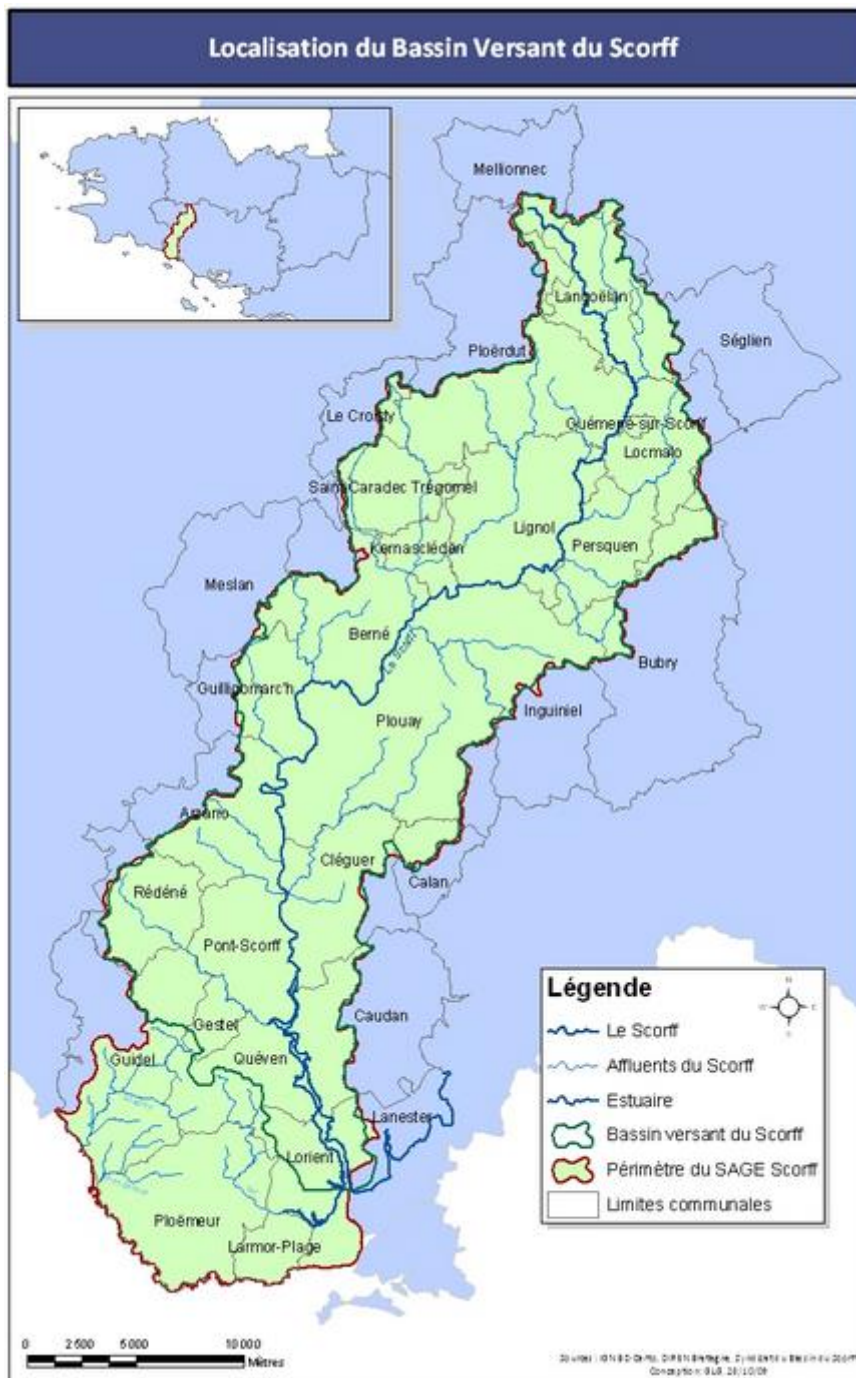 Localisation du Bassin Versant du Scorff
Mellionnec
Langoëlan
Séglien
Ploërdut
Le Croisty
Guémené-sur-Scorff
Locmalo
Saint-Caradec Trégomel
Lignol
Kernascléden
Persquen
Meslan
Berné
Le Scorff
Bubry
Guilligomarc'h
Inguiniel
Plouay
Arzano
Cléguer
Calan
Rédéné
Pont-Scorff
Caudan
Gestel
Guidel
Quéven
Lanester
Lorient
Ploëmeur
Larmor-Plage
Légende
N
Le Scorff
Affluents du Scorff
Estuaire
Bassin versant du Scorff
Périmètre du SAGE Scorff
Limites communales
0 2 500 5 000 10 000
Mètres